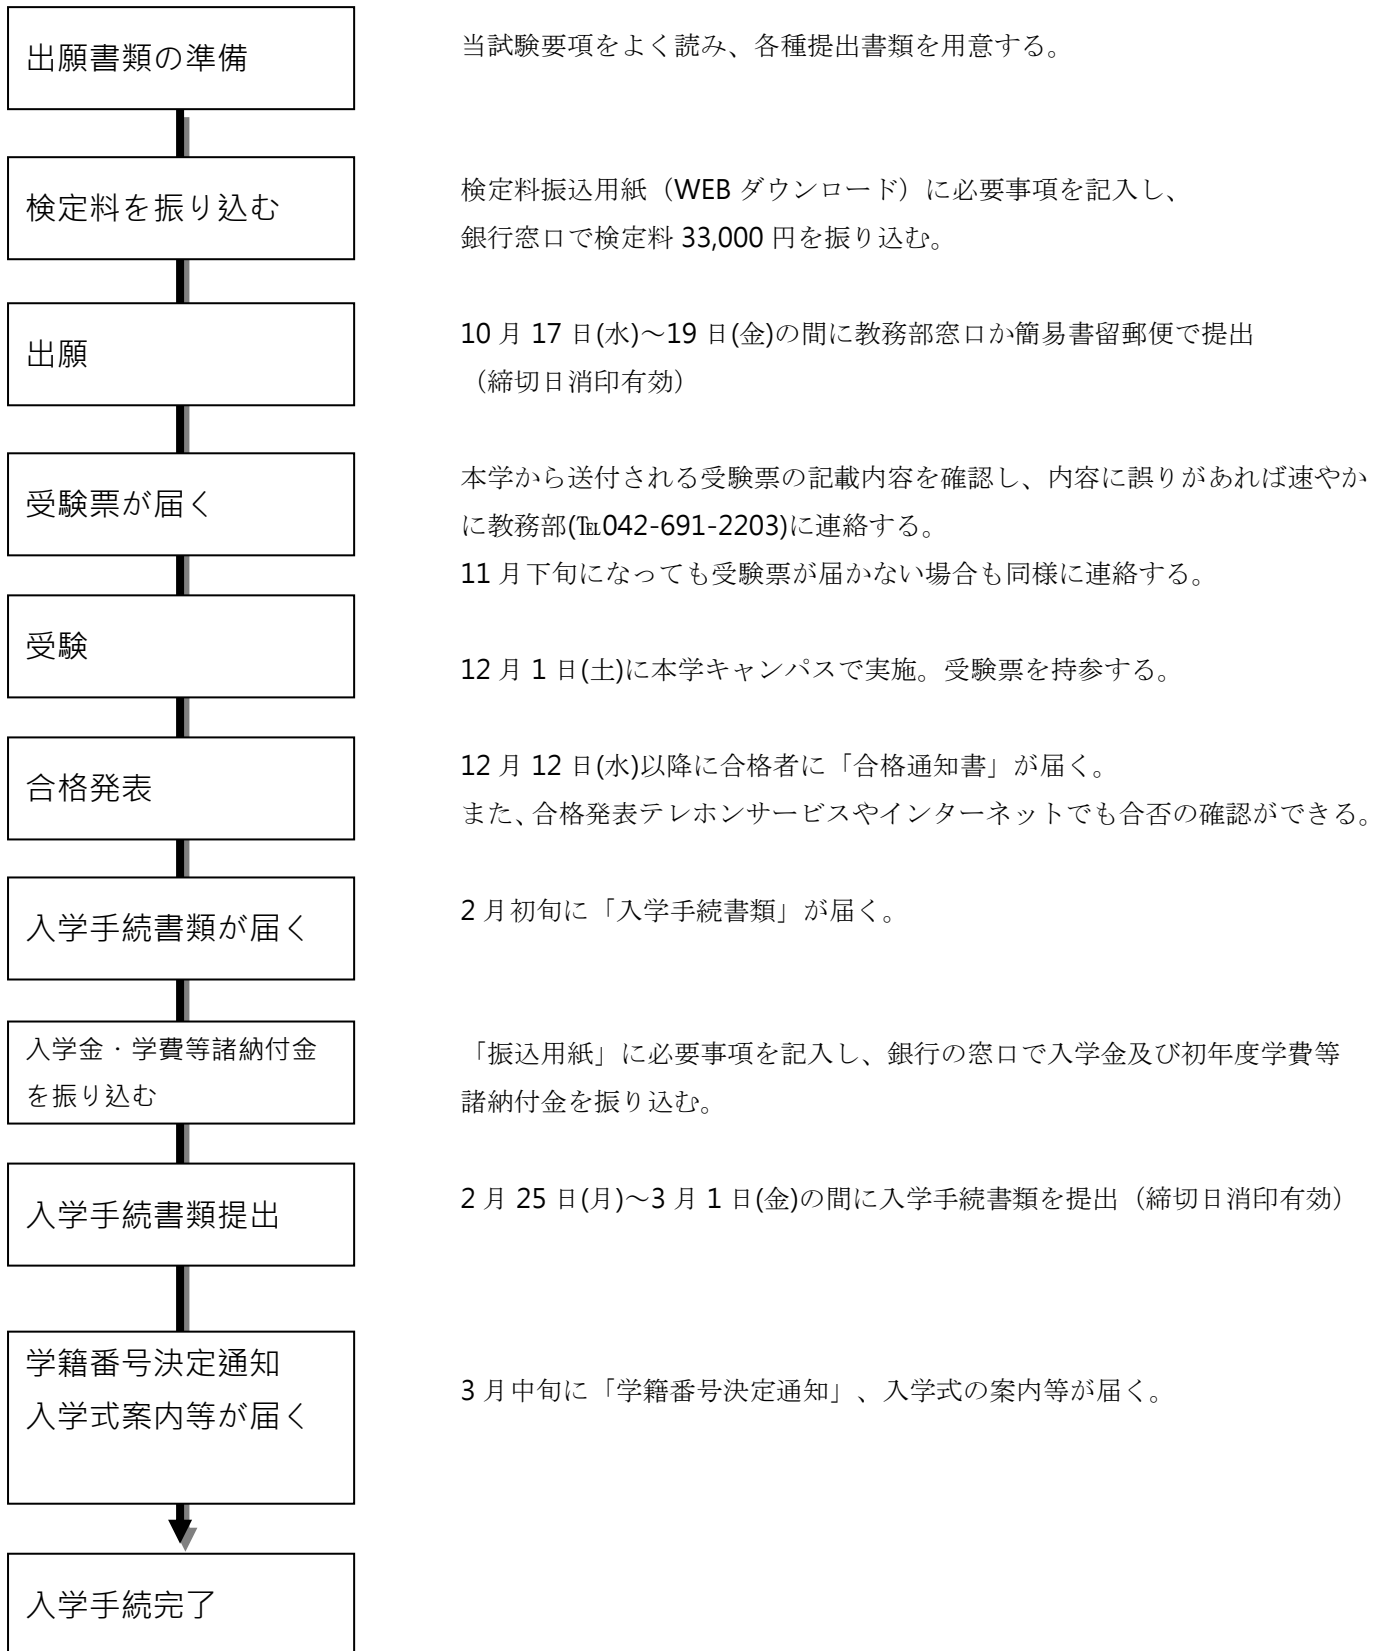 出願書類の準備
当試験要項をよく読み、各種提出書類を用意する。
検定料を振り込む
検定料振込用紙（WEB ダウンロード）に必要事項を記入し、
銀行窓口で検定料 33,000 円を振り込む。
出願
10 月 17 日(水)～19 日(金)の間に教務部窓口か簡易書留郵便で提出
（締切日消印有効）
受験票が届く
本学から送付される受験票の記載内容を確認し、内容に誤りがあれば速やか
に教務部(℡042-691-2203)に連絡する。
11 月下旬になっても受験票が届かない場合も同様に連絡する。
受験
12 月 1 日(土)に本学キャンパスで実施。受験票を持参する。
合格発表
12 月 12 日(水)以降に合格者に「合格通知書」が届く。
また、合格発表テレホンサービスやインターネットでも合否の確認ができる。
入学手続書類が届く
2 月初旬に「入学手続書類」が届く。
入学金・学費等諸納付金
を振り込む
「振込用紙」に必要事項を記入し、銀行の窓口で入学金及び初年度学費等
諸納付金を振り込む。
入学手続書類提出
2 月 25 日(月)～3 月 1 日(金)の間に入学手続書類を提出（締切日消印有効）
学籍番号決定通知
入学式案内等が届く
3 月中旬に「学籍番号決定通知」、入学式の案内等が届く。
入学手続完了